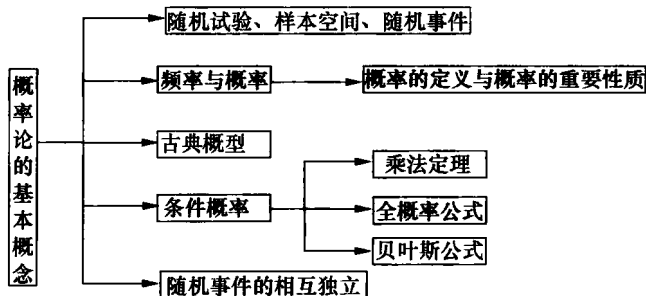 概率论的基本概念
随机试验、样本空间、随机事件
频率与概率
概率的定义与概率的重要性质
古典概型
条件概率
乘法定理
全概率公式
贝叶斯公式
随机事件的相互独立